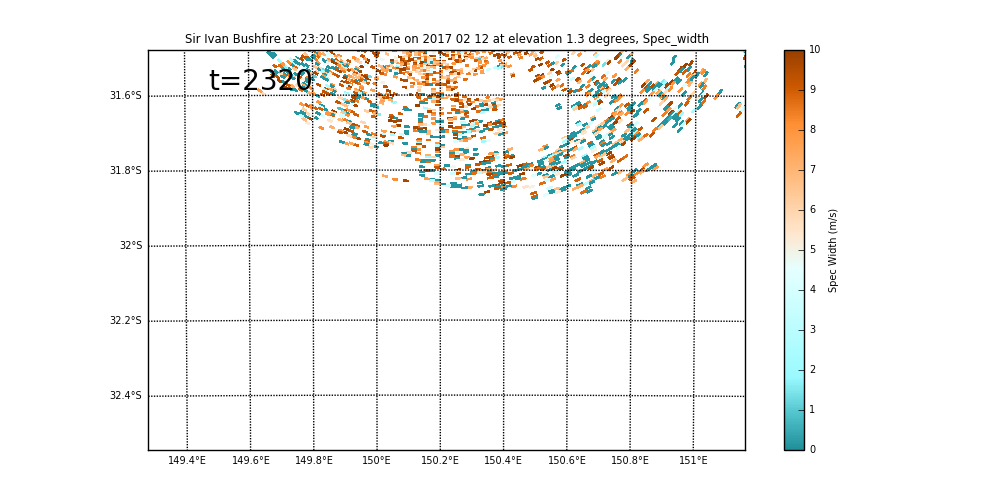 Sir Ivan Bushfire at 23:20 Local Time on 2017 02 12 at elevation 1.3 degrees, Spec_width
t=2320
31.6°S
31.8°S
32°S
32.2°S
32.4°S
149.4°E 149.6°E 149.8°E 150°E 150.2°E 150.4°E 150.6°E 150.8°E 151°E
10
9
8
7
6
5
4
3
2
1
0
Spec Width (m/s)